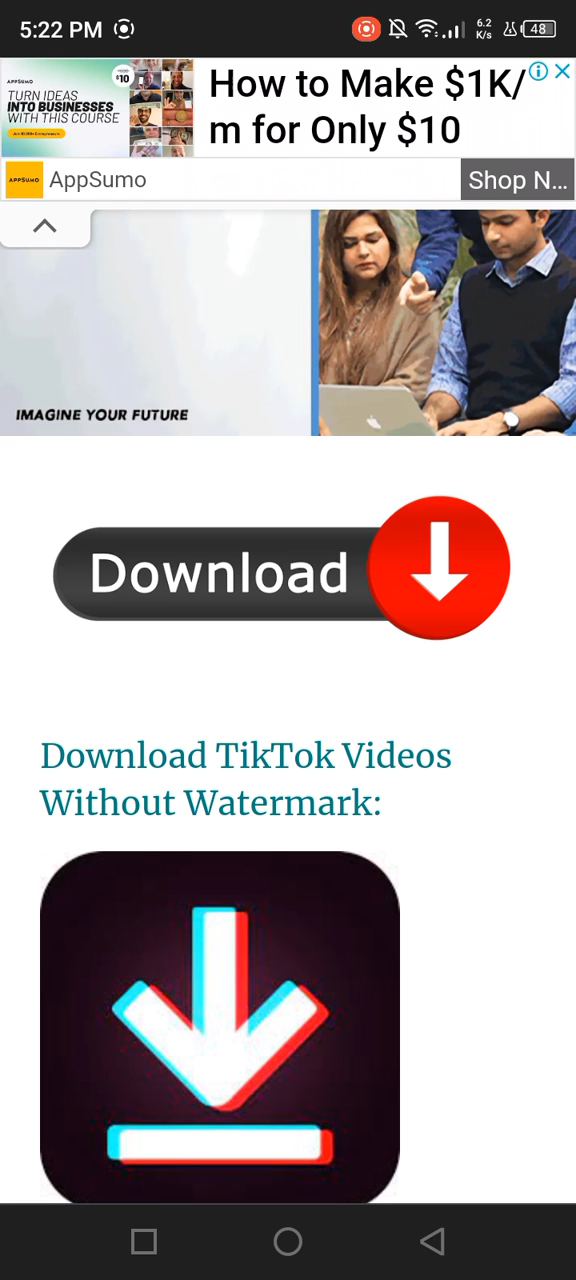 5:22 PM
6.2
K/s
48
APPSUMO
$10
TURN IDEAS
INTO BUSINESSES
WITH THIS COURSE
How to Make $1K/
m for Only $10
APPSUMO
AppSumo
Shop N...
IMAGINE YOUR FUTURE
Download
Download TikTok Videos
Without Watermark: